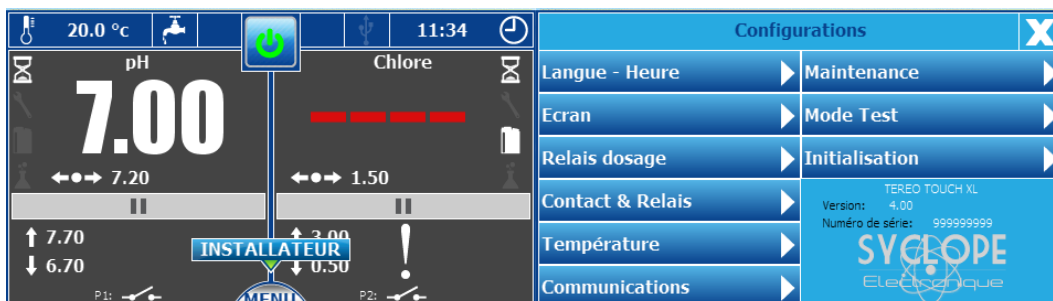 20.0 °c
11:34
pH
7.00
7.20
7.70
6.70
P1:
Chlore
1.50
3.00
0.50
P2:
INSTALLATEUR
MENU
Configurations
X
Langue - Heure
Maintenance
Ecran
Mode Test
Relais dosage
Initialisation
Contact & Relais
Température
Communications
TEREO TOUCH XL
Version: 4.00
Numéro de série: 999999999
SYCLOPE
Electronique